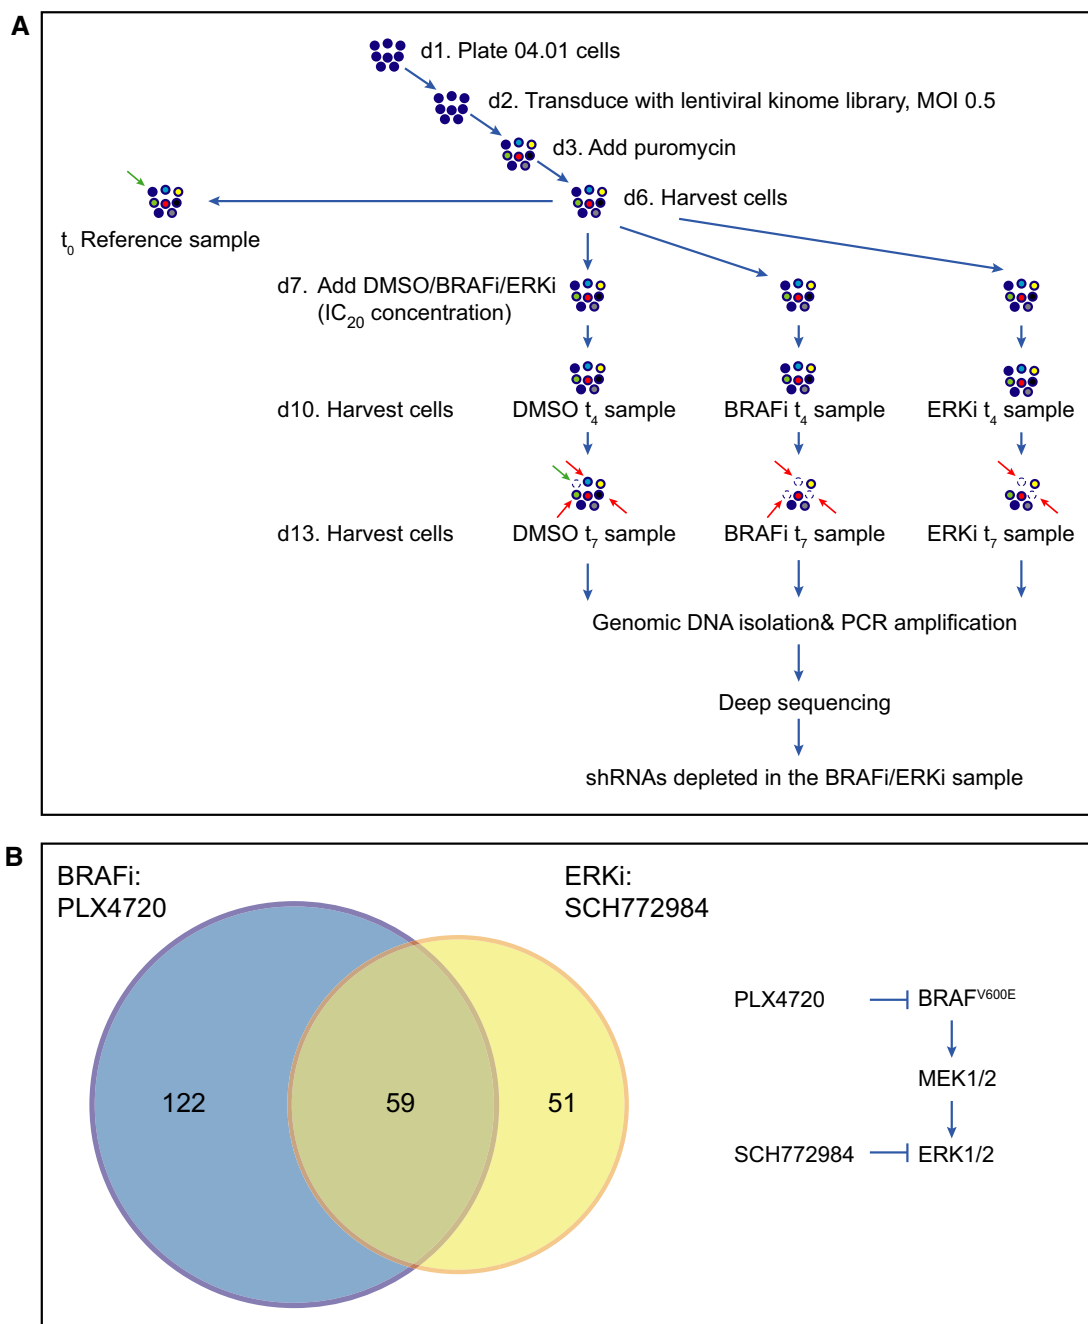 A
d1. Plate 04.01 cells
d2. Transduce with lentiviral kinome library, MOI 0.5
d3. Add puromycin
d6. Harvest cells
t0 Reference sample
d7. Add DMSO/BRAFi/ERKi
(IC20 concentration)
d10. Harvest cells DMSO t4 sample BRAFi t4 sample ERKi t4 sample
d13. Harvest cells DMSO t7 sample BRAFi t7 sample ERKi t7 sample
Genomic DNA isolation& PCR amplification
Deep sequencing
shRNAs depleted in the BRAFi/ERKi sample
B
BRAFi:
PLX4720
ERKi:
SCH772984
122 59 51
PLX4720 BRAFV600E
MEK1/2
SCH772984 ERK1/2